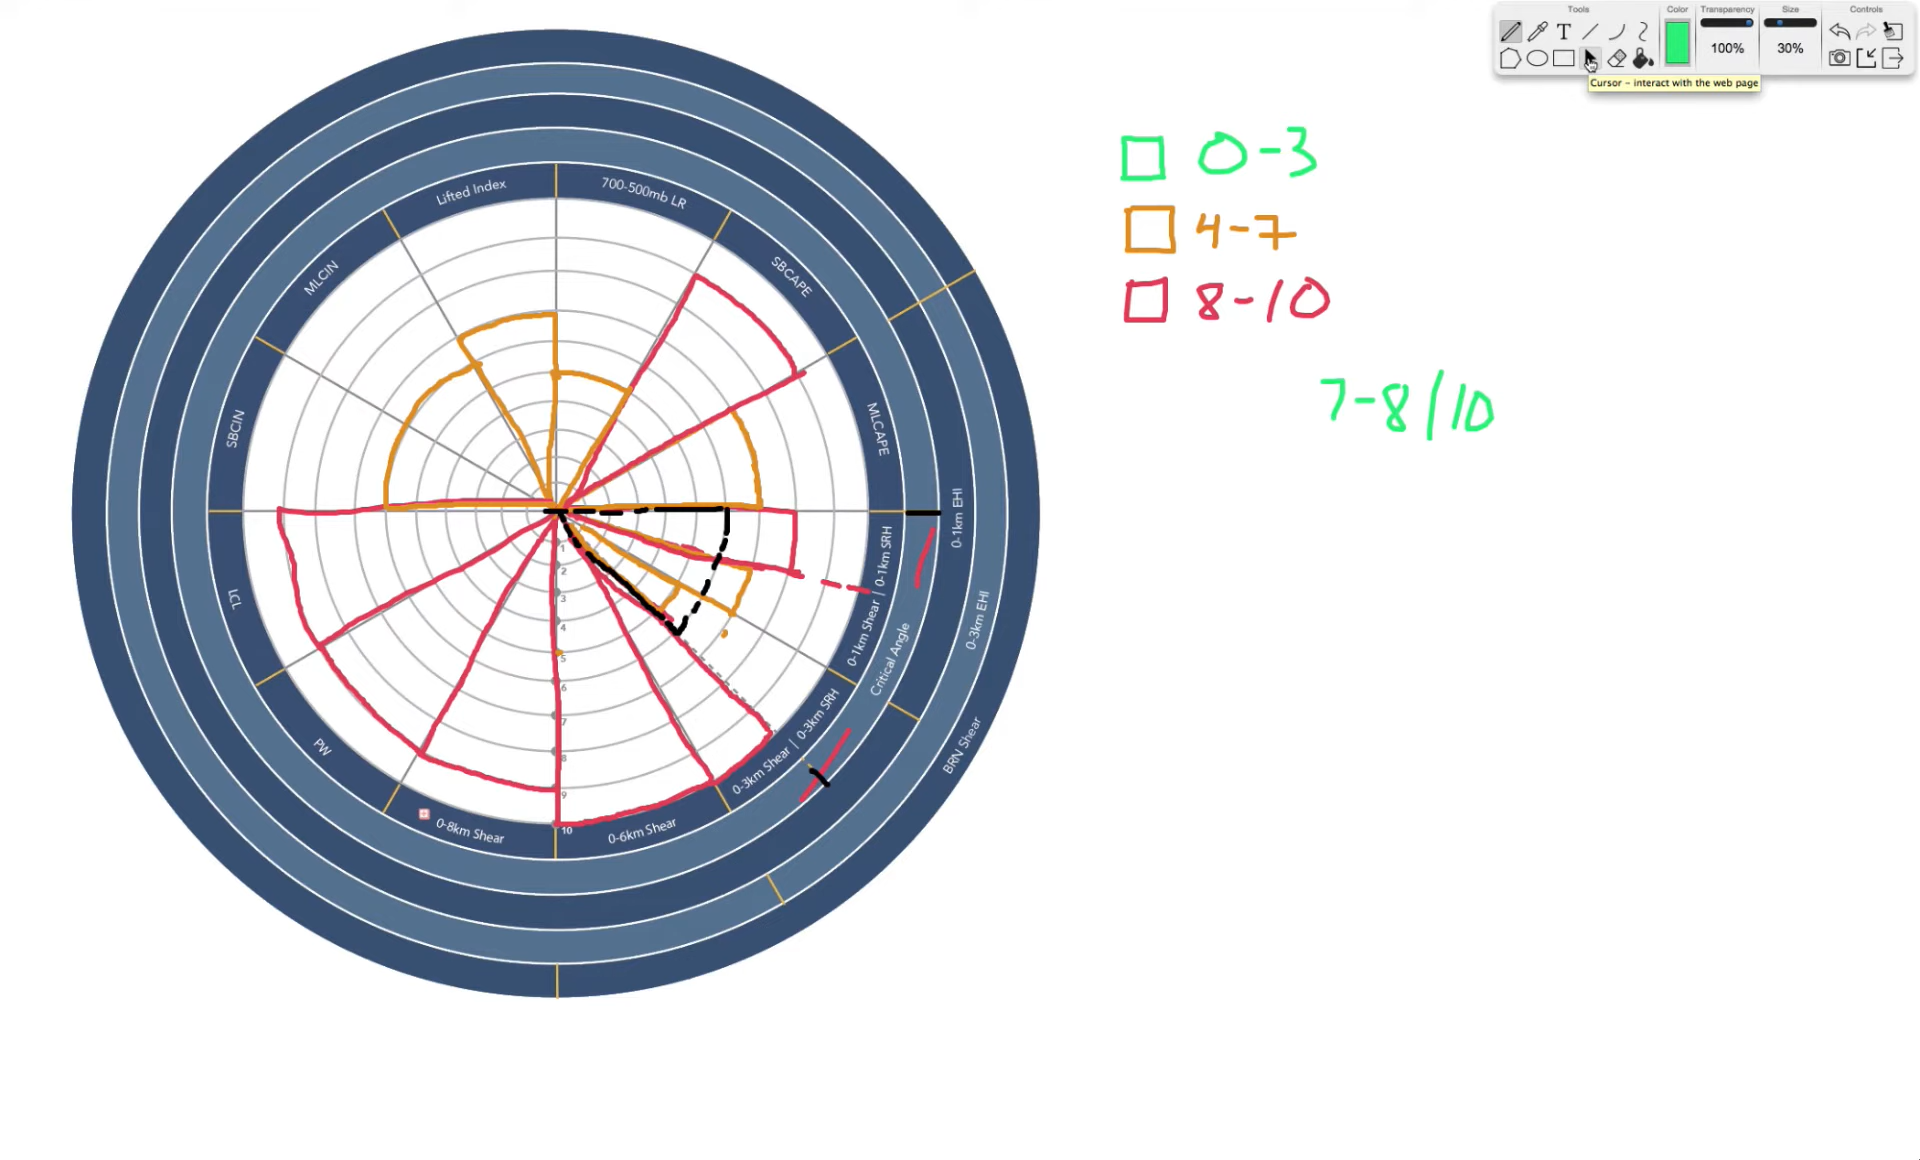 Tools
Color
Transparency
Size
Controls
T
100%
30%
Cursor - interact with the web page
0-3
4-7
8-10
7-8/10
Lifted Index
700-500mb LR
SBCAPE
MLCAPE
0-1km Shear | 0-1km SRH
0-3km Shear | 0-3km SRH
0-6km Shear
0-8km Shear
PW
LCL
SBCIN
MLCIN
Critical Angle
0-1km EHI
0-3km EHI
BRN Shear
1
2
3
4
5
6
7
8
9
10